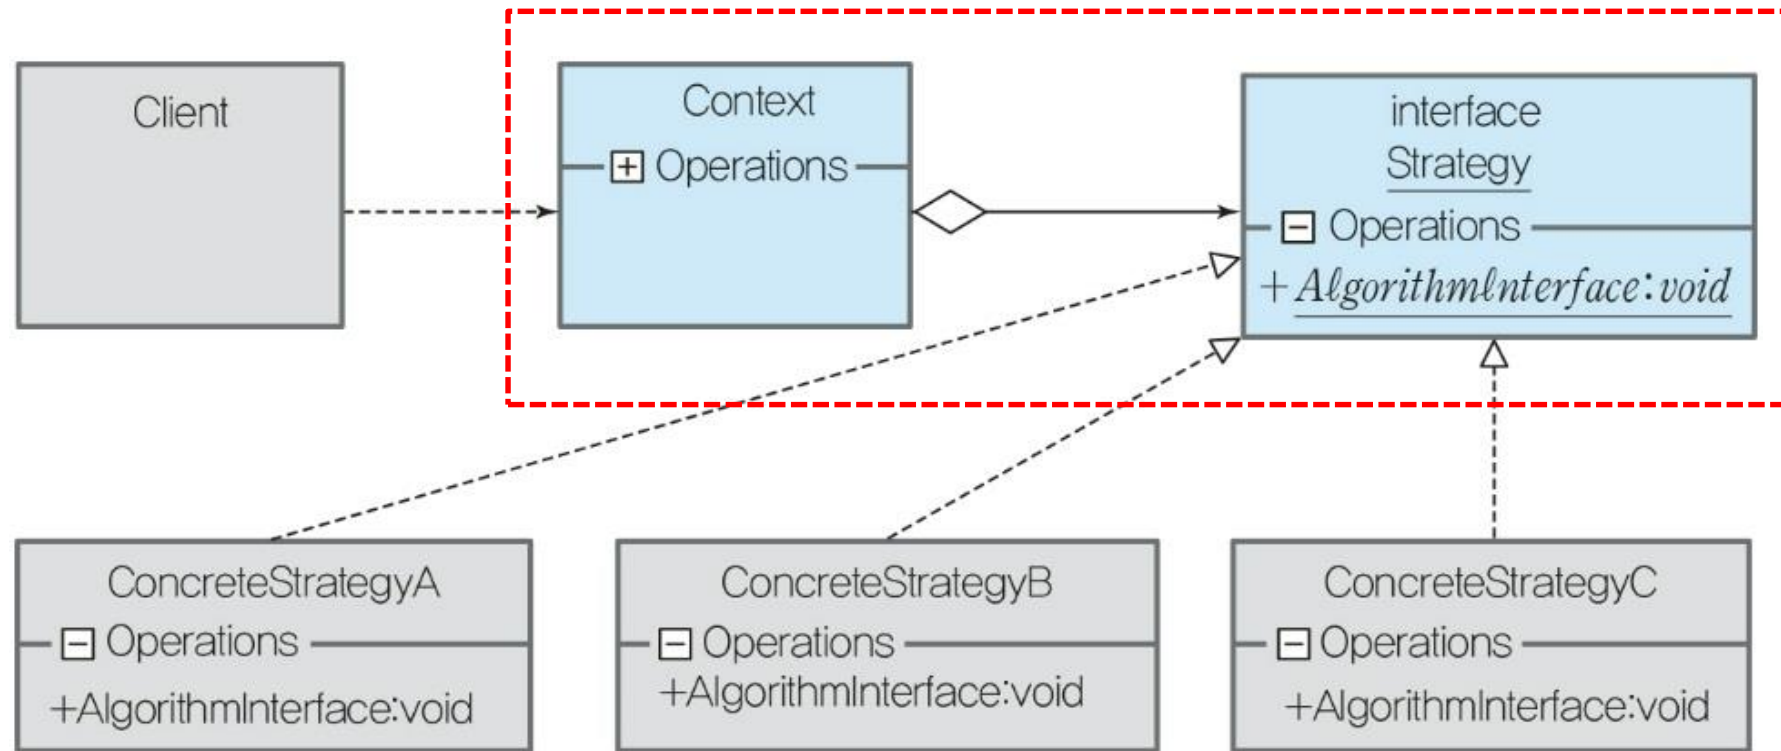 Client
Context
+ Operations
interface
Strategy
- Operations
+AlgorithmInterface:void
ConcreteStrategyA
- Operations
+AlgorithmInterface:void
ConcreteStrategyB
- Operations
+AlgorithmInterface:void
ConcreteStrategyC
- Operations
+AlgorithmInterface:void